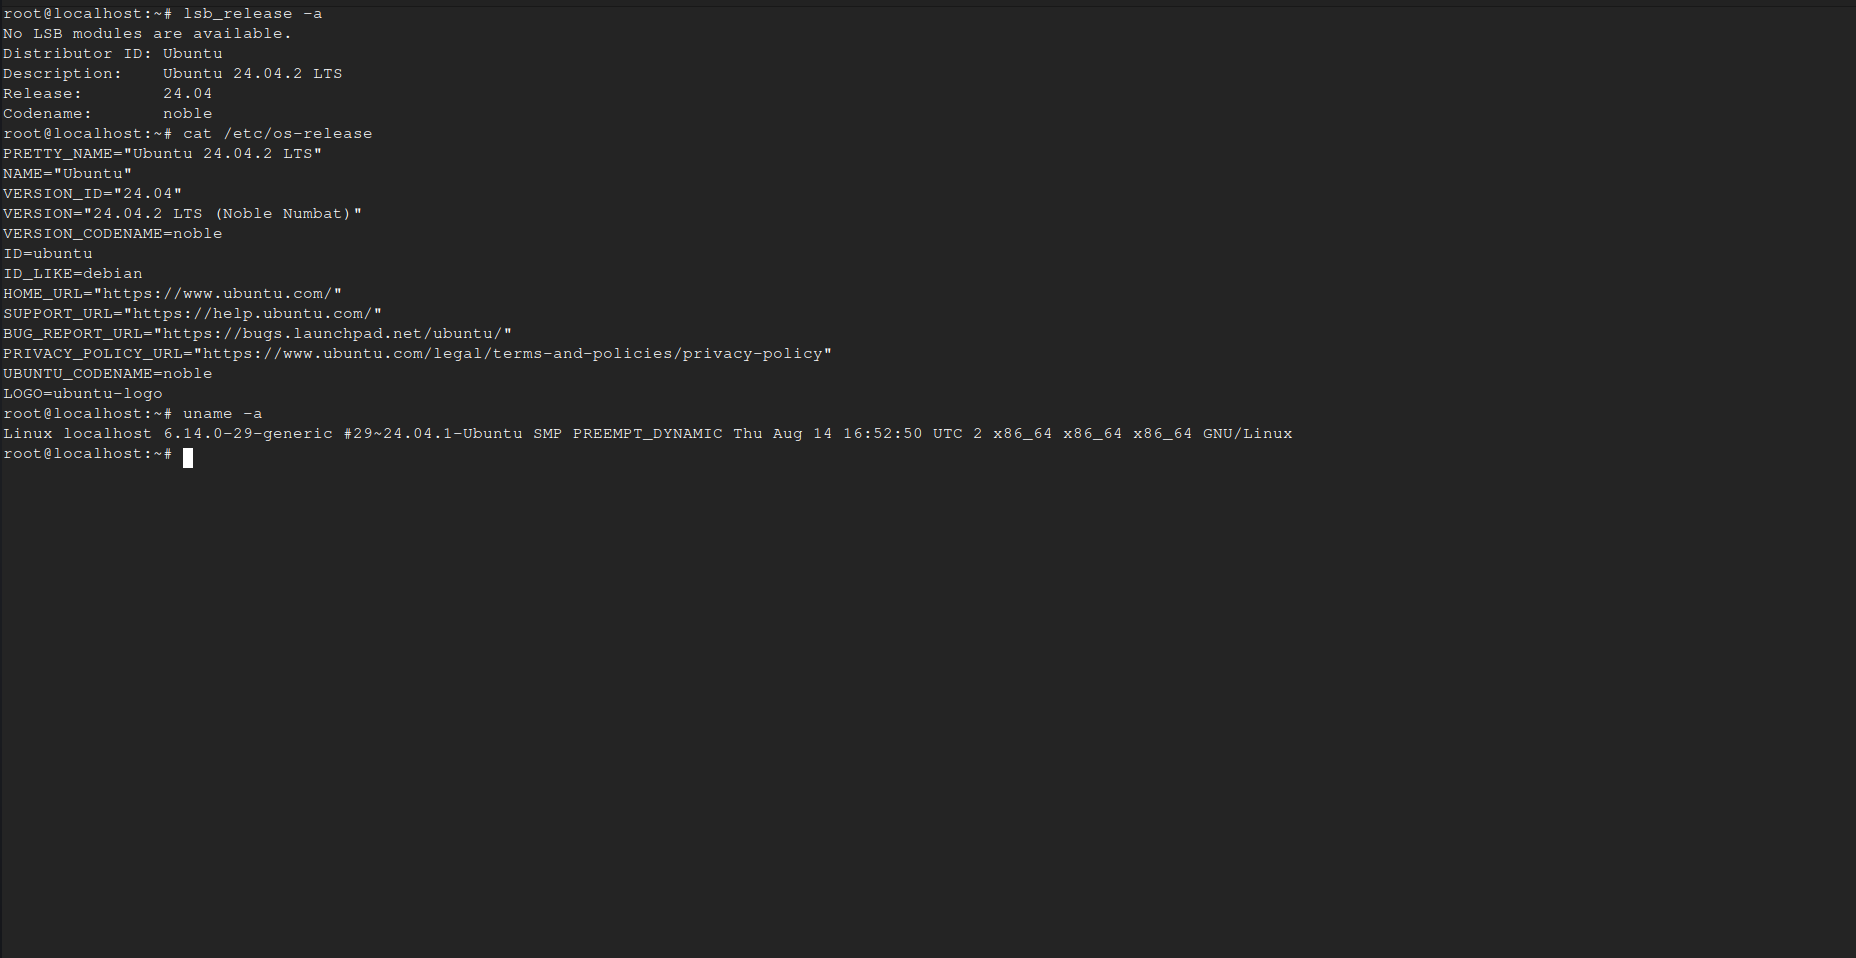 root@localhost:~# lsb_release -a
No LSB modules are available.
Distributor ID: Ubuntu
Description:    Ubuntu 24.04.2 LTS
Release:        24.04
Codename:       noble
root@localhost:~# cat /etc/os-release
PRETTY_NAME="Ubuntu 24.04.2 LTS"
NAME="Ubuntu"
VERSION_ID="24.04"
VERSION="24.04.2 LTS (Noble Numbat)"
VERSION_CODENAME=noble
ID=ubuntu
ID_LIKE=debian
HOME_URL="https://www.ubuntu.com/"
SUPPORT_URL="https://help.ubuntu.com/"
BUG_REPORT_URL="https://bugs.launchpad.net/ubuntu/"
PRIVACY_POLICY_URL="https://www.ubuntu.com/legal/terms-and-policies/privacy-policy"
UBUNTU_CODENAME=noble
LOGO=ubuntu-logo
root@localhost:~# uname -a
Linux localhost 6.14.0-29-generic #29~24.04.1-Ubuntu SMP PREEMPT_DYNAMIC Thu Aug 14 16:52:50 UTC 2 x86_64 x86_64 x86_64 GNU/Linux
root@localhost:~#